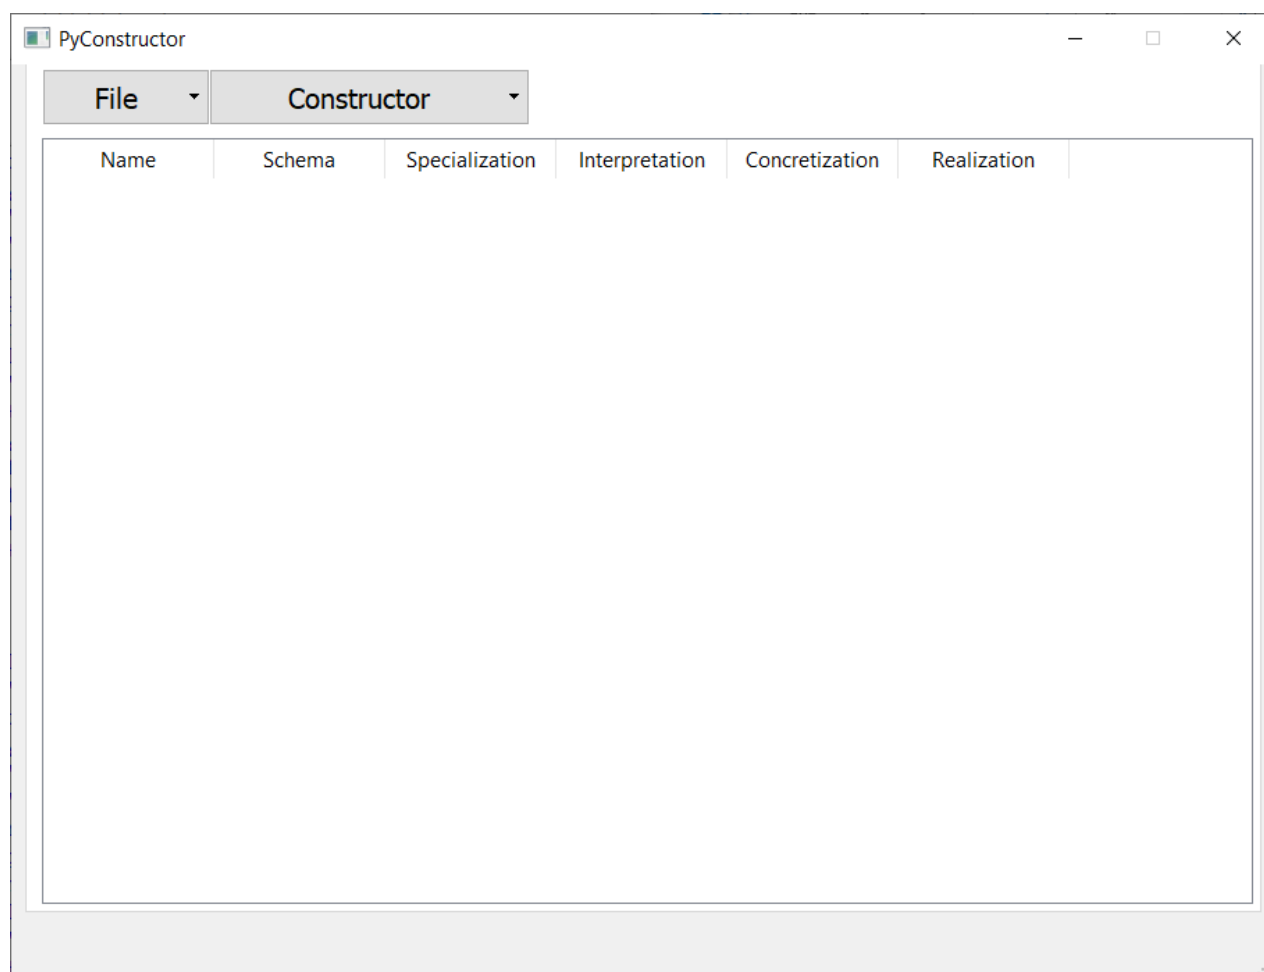 PyConstructor
File Constructor
Name Schema Specialization Interpretation Concretization Realization